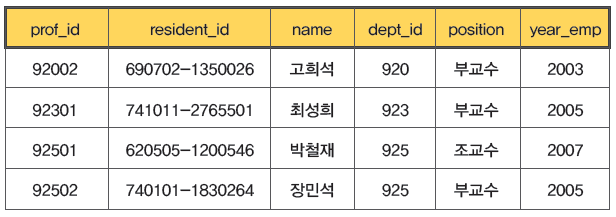 prof_id resident_id name dept_id position year_emp
92002 690702-1350026 고희석 920 부교수 2003
92301 741011-2765501 최성희 923 부교수 2005
92501 620505-1200546 박철재 925 조교수 2007
92502 740101-1830264 장민석 925 부교수 2005